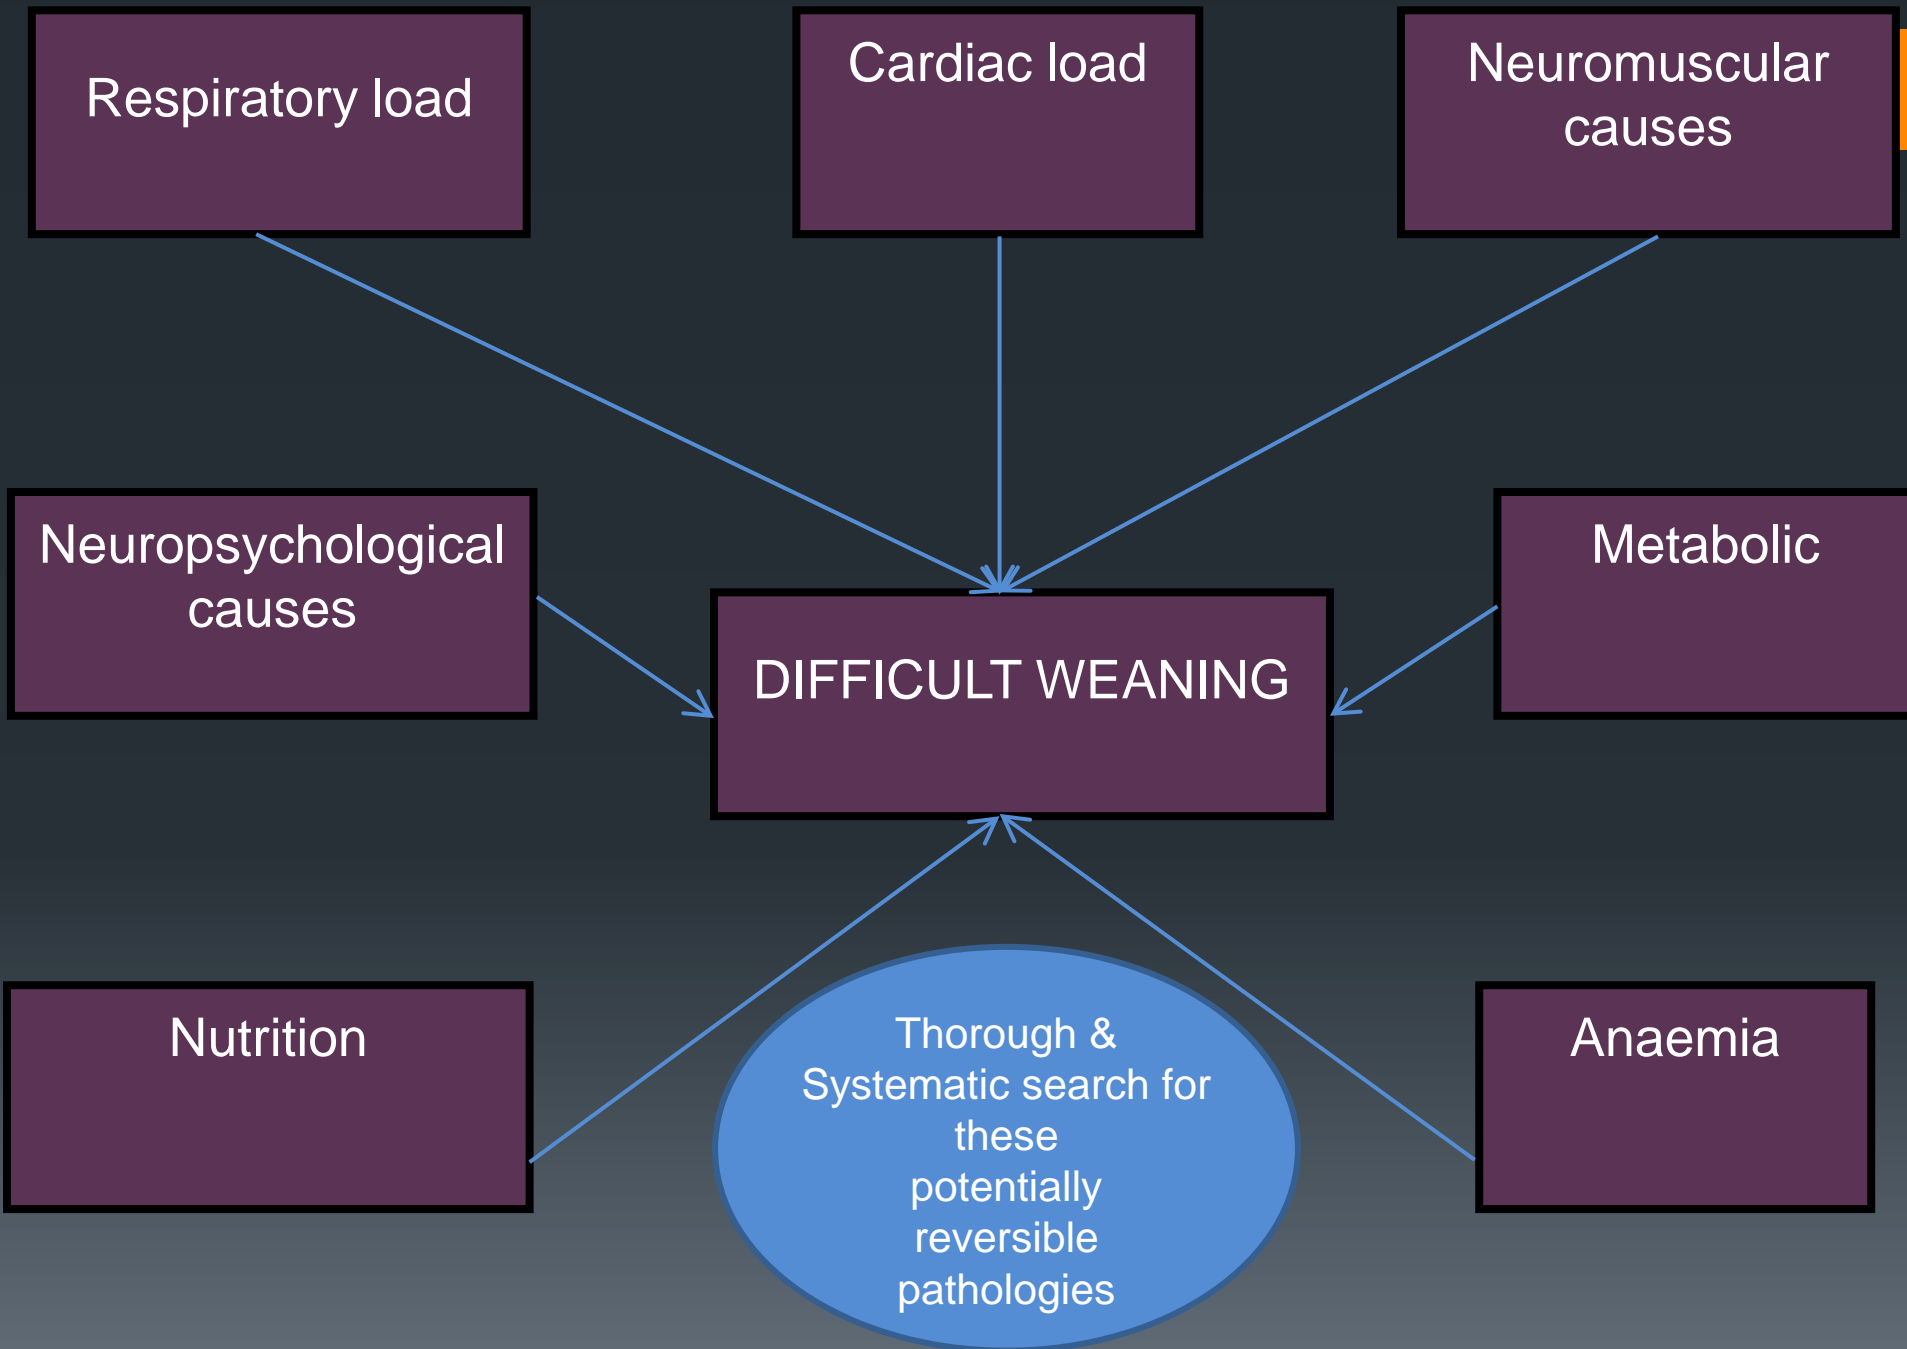 Respiratory load
Cardiac load
Neuromuscular
causes
Neuropsychological
causes
Metabolic
DIFFICULT WEANING
Nutrition
Thorough &
Systematic search for
these
potentially
reversible
pathologies
Anaemia